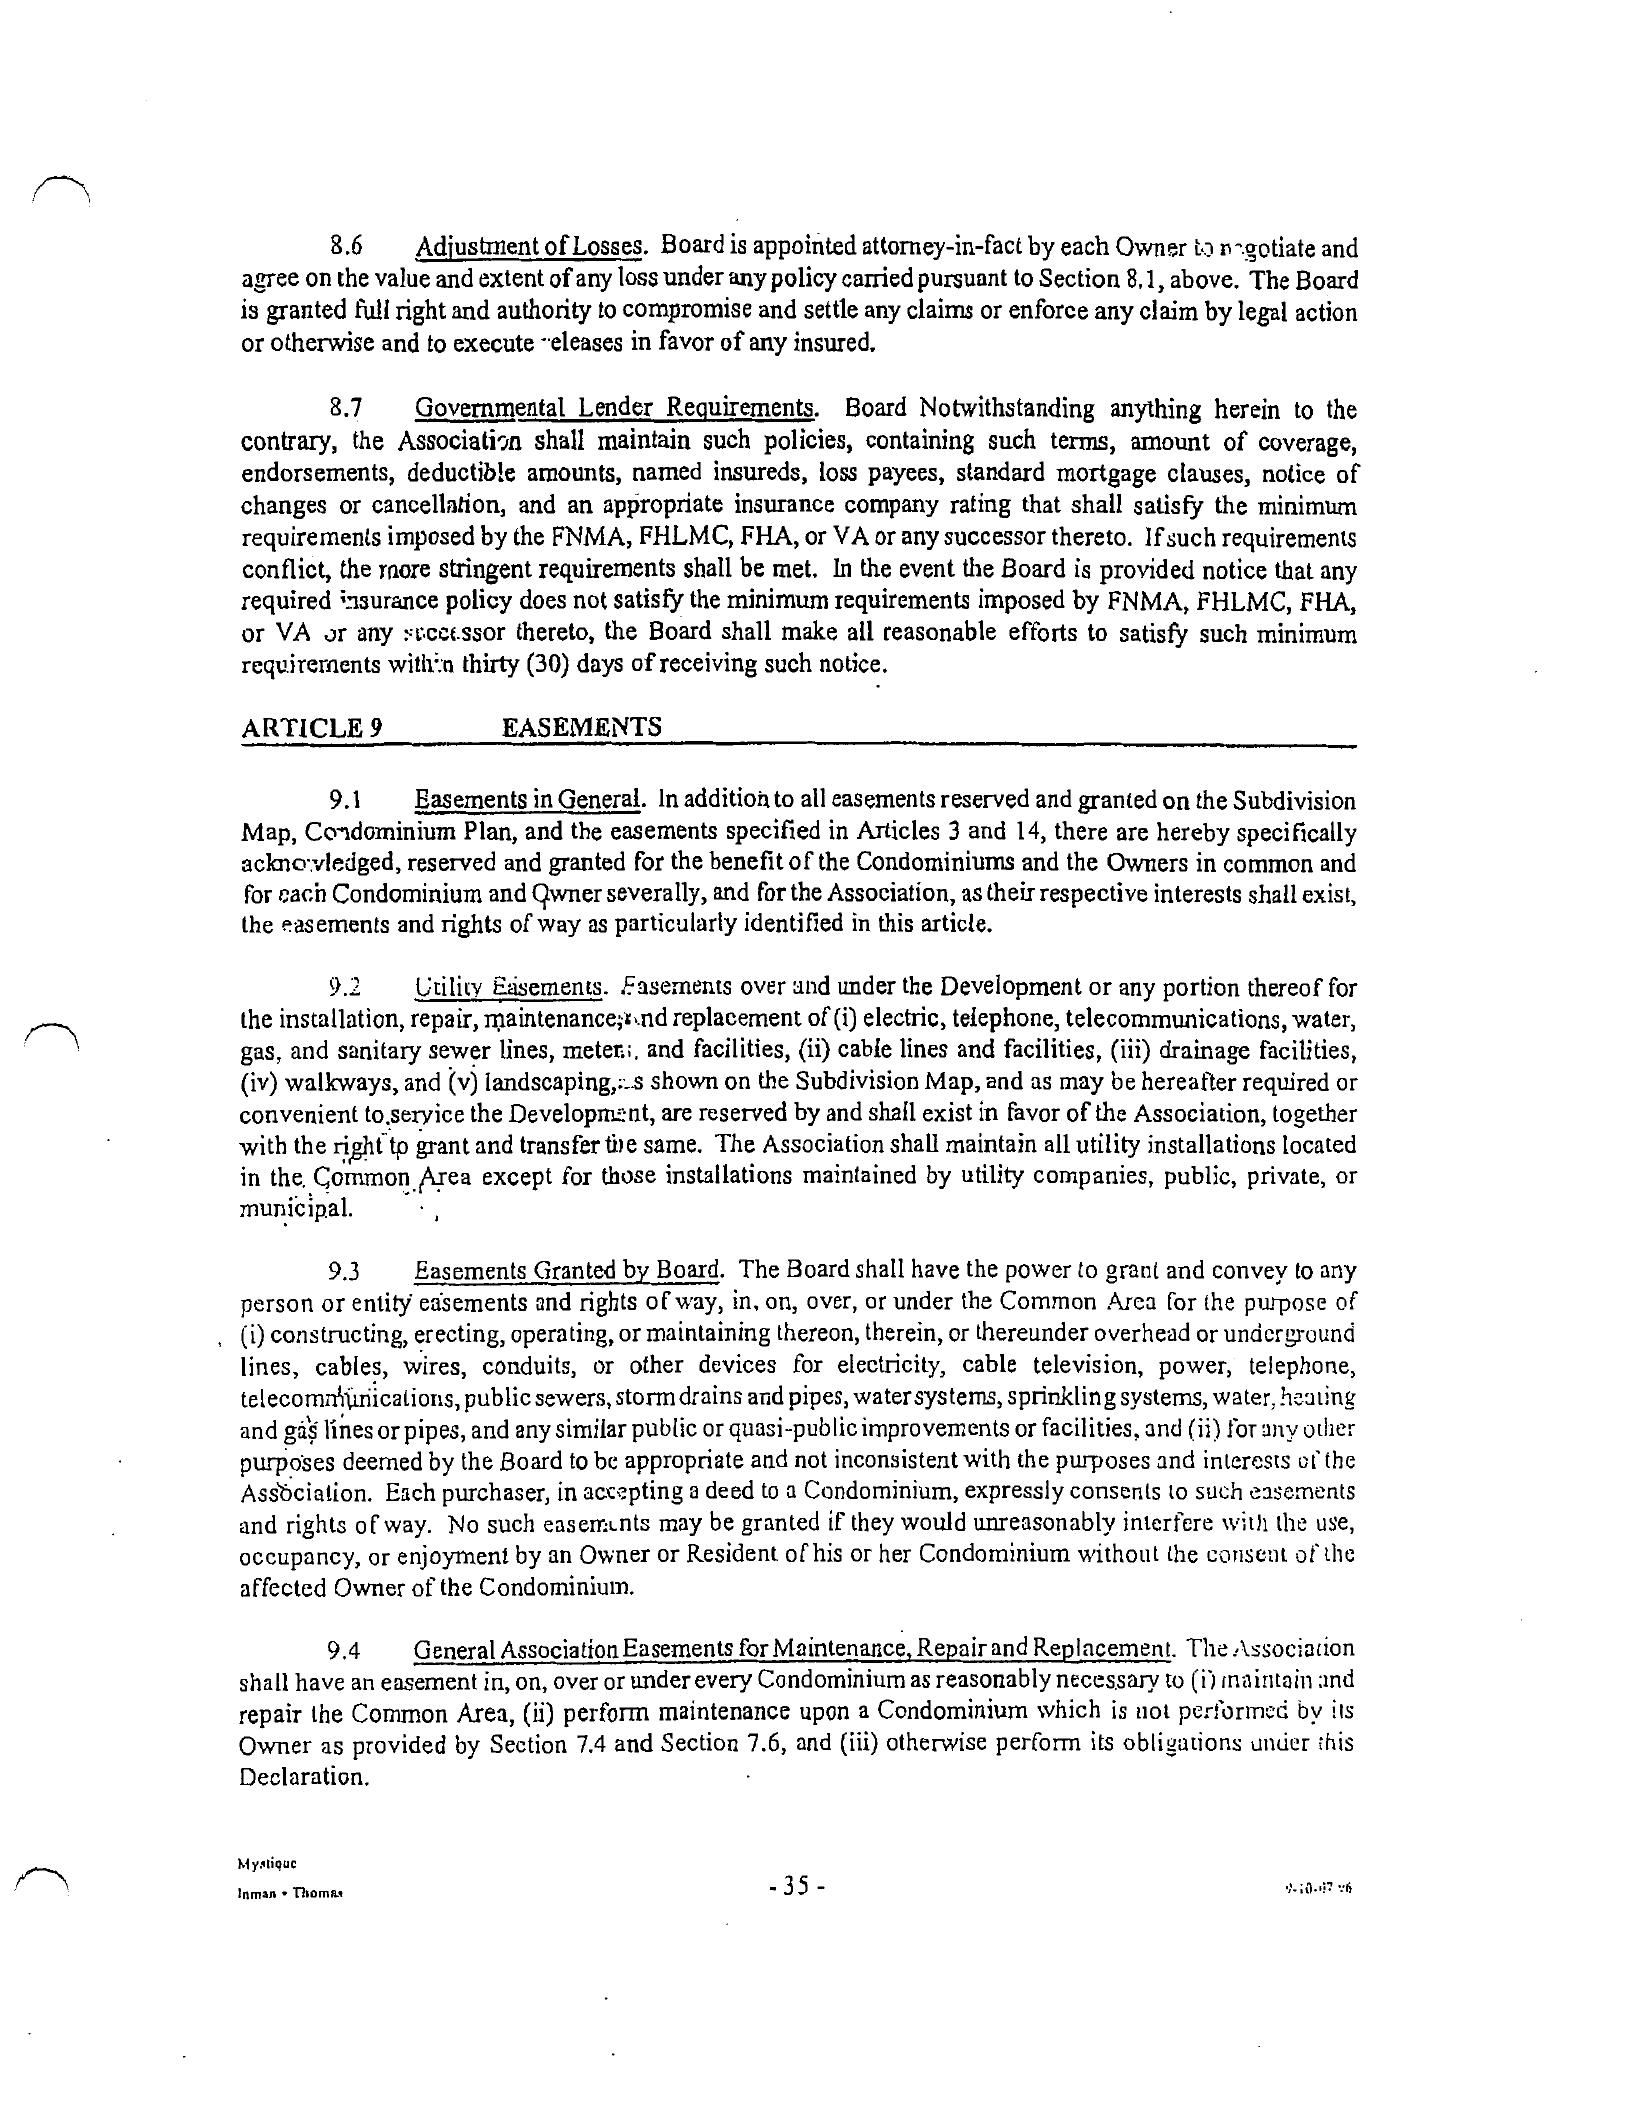 8.6 Adjustment of Losses. Board is appointed attorney-in-fact by each Owner to negotiate and
agree on the value and extent of any loss under any policy carried pursuant to Section 8.1, above. The Board
is granted full right and authority to compromise and settle any claims or enforce any claim by legal action
or otherwise and to execute releases in favor of any insured.
8.7 Governmental Lender Requirements. Board Notwithstanding anything herein to the
contrary, the Association shall maintain such policies, containing such terms, amount of coverage,
endorsements, deductible amounts, named insureds, loss payees, standard mortgage clauses, notice of
changes or cancellation, and an appropriate insurance company rating that shall satisfy the minimum
requirements imposed by the FNMA, FHLMC, FHA, or VA or any successor thereto. If such requirements
conflict, the more stringent requirements shall be met. In the event the Board is provided notice that any
required insurance policy does not satisfy the minimum requirements imposed by FNMA, FHLMC, FHA,
or VA or any successor thereto, the Board shall make all reasonable efforts to satisfy such minimum
requirements within thirty (30) days of receiving such notice.
ARTICLE 9 EASEMENTS
9.1 Easements in General. In addition to all easements reserved and granted on the Subdivision
Map, Condominium Plan, and the easements specified in Articles 3 and 14, there are hereby specifically
acknowledged, reserved and granted for the benefit of the Condominiums and the Owners in common and
for each Condominium and Owner severally, and for the Association, as their respective interests shall exist,
the easements and rights of way as particularly identified in this article.
9.2 Utility Easements. Easements over and under the Development or any portion thereof for
the installation, repair, maintenance, and replacement of (i) electric, telephone, telecommunications, water,
gas, and sanitary sewer lines, meters, and facilities, (ii) cable lines and facilities, (iii) drainage facilities,
(iv) walkways, and (v) landscaping, as shown on the Subdivision Map, and as may be hereafter required or
convenient to service the Development, are reserved by and shall exist in favor of the Association, together
with the right to grant and transfer the same. The Association shall maintain all utility installations located
in the Common Area except for those installations maintained by utility companies, public, private, or
municipal.
9.3 Easements Granted by Board. The Board shall have the power to grant and convey to any
person or entity easements and rights of way, in, on, over, or under the Common Area for the purpose of
(i) constructing, erecting, operating, or maintaining thereon, therein, or thereunder overhead or underground
lines, cables, wires, conduits, or other devices for electricity, cable television, power, telephone,
telecommunications, public sewers, storm drains and pipes, water systems, sprinkling systems, water, heating
and gas lines or pipes, and any similar public or quasi-public improvements or facilities, and (ii) for any other
purposes deemed by the Board to be appropriate and not inconsistent with the purposes and interests of the
Association. Each purchaser, in accepting a deed to a Condominium, expressly consents to such easements
and rights of way. No such easements may be granted if they would unreasonably interfere with the use,
occupancy, or enjoyment by an Owner or Resident of his or her Condominium without the consent of the
affected Owner of the Condominium.
9.4 General Association Easements for Maintenance, Repair and Replacement. The Association
shall have an easement in, on, over or under every Condominium as reasonably necessary to (i) maintain and
repair the Common Area, (ii) perform maintenance upon a Condominium which is not performed by its
Owner as provided by Section 7.4 and Section 7.6, and (iii) otherwise perform its obligations under this
Declaration.
Mystique
Inman • Thomas
- 35 -